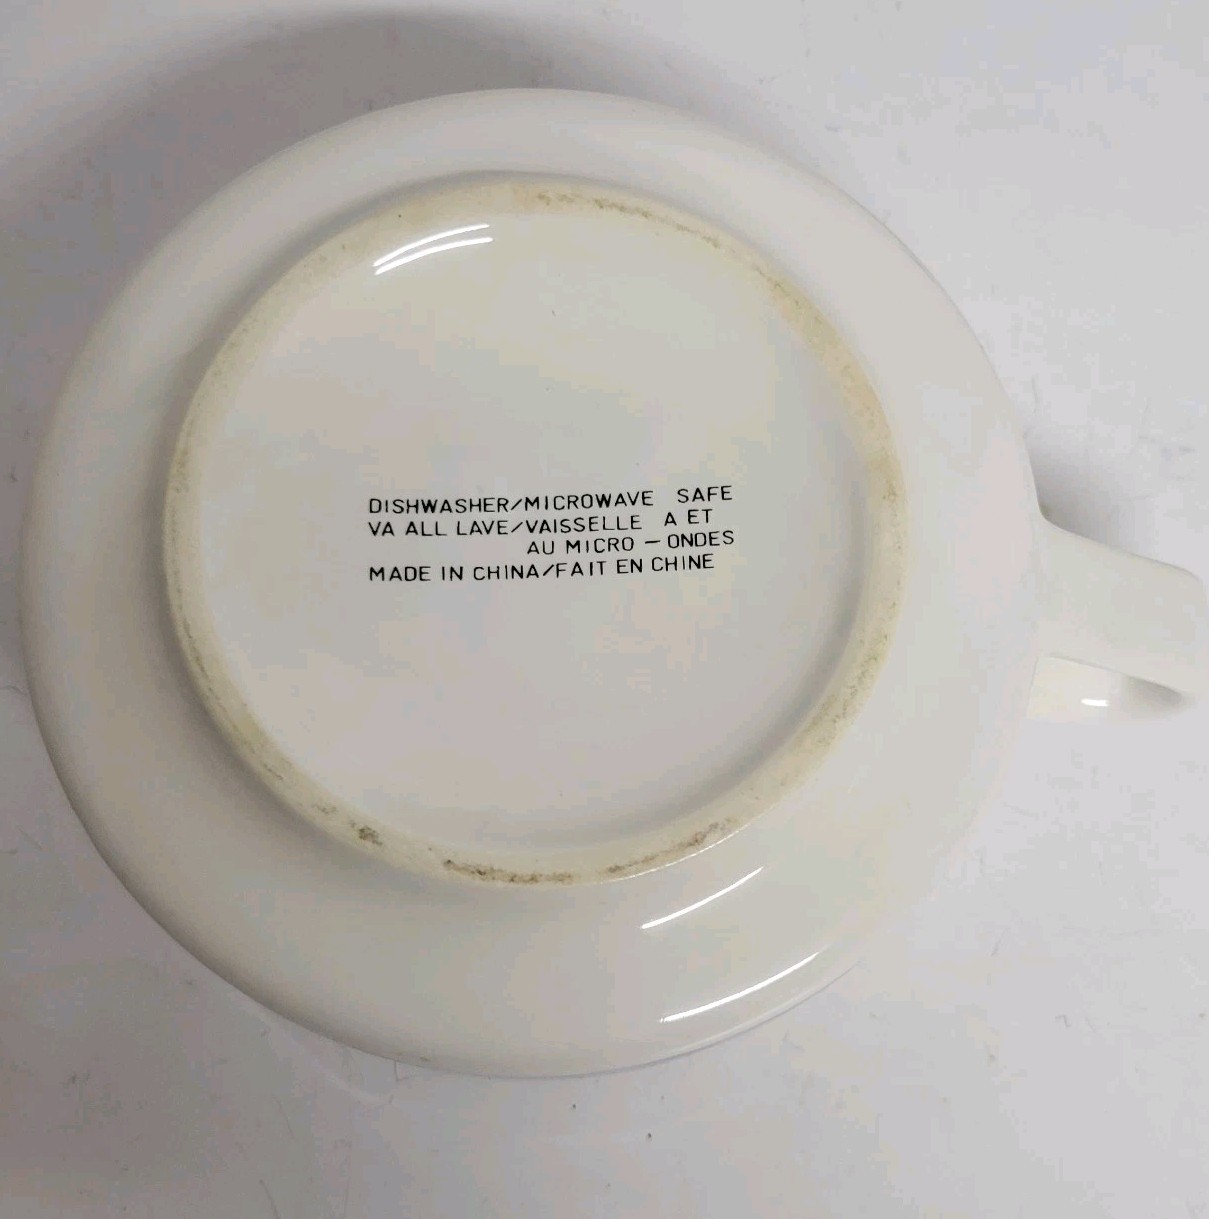 DISHWASHER/MICROWAVE SAFE
VA ALL LAVE/VAISSELLE A ET
AU MICRO - ONDES
MADE IN CHINA/FAIT EN CHINE